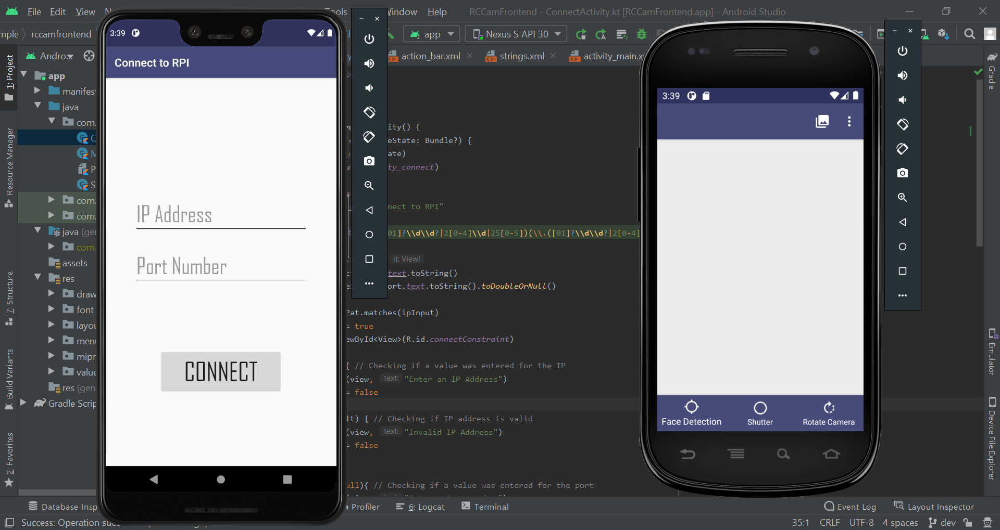 File Edit View
Tools
Window Help
RCCamFrontend - ConnectActivity.kt [RCCamFrontend.app] - Android Studio
rccamfrontend
app
Nexus S API 30
Andro...
action_bar.xml
strings.xml
activity_main.x
1: Project
Resource Manager
7: Structure
Build Variants
2: Favorites
app
manifes
java
com.
C
M
P
S
com.
com.
java (ge
com.
assets
res
draw
font
layou
menu
mipr
value
res (gen
Gradle Scrip
3:39
Connect to RPI
IP Address
Port Number
CONNECT
ity() {
eState: Bundle?) {
ate)
ty_connect)
nect to RPI"
01]?\\d\\d?|2[0-4]\\d|25[0-5])(\\.([01]?\\d\\d?|2[0-4]
it: View!
text.toString()
ort.text.toString().toDoubleOrNull()
Pat.matches(ipInput)
= true
ewById<View>(R.id.connectConstraint)
{ // Checking if a value was entered for the IP
(view, text: "Enter an IP Address")
= false
lt) { // Checking if IP address is valid
(view, text: "Invalid IP Address")
= false
ull){ // Checking if a value was entered for the port
3:39
Face Detection
Shutter
Rotate Camera
Gradle
Emulator
Device File Explorer
Database Insp
Profiler
6: Logcat
Terminal
Event Log
Layout Inspector
Success: Operation suc
35:1 CRLF UTF-8 4 spaces dev